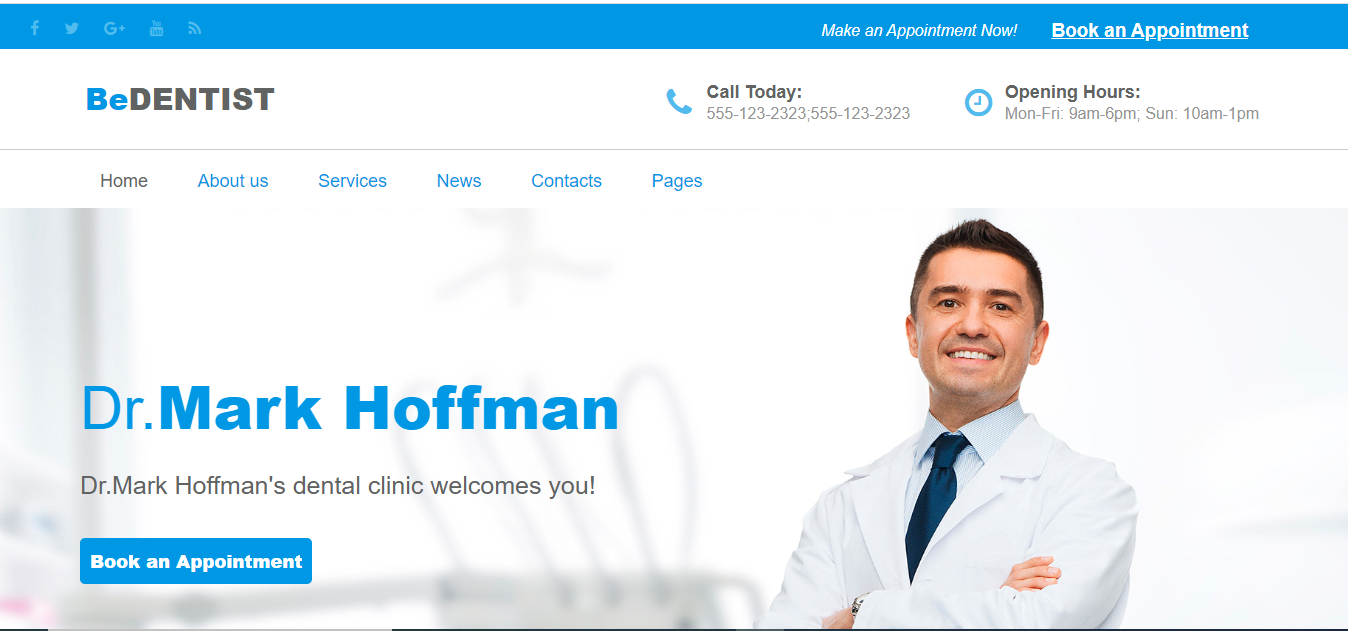 Make an Appointment Now! Book an Appointment
BeDENTIST
Call Today:
555-123-2323;555-123-2323
Opening Hours:
Mon-Fri: 9am-6pm; Sun: 10am-1pm
Home About us Services News Contacts Pages
Dr.Mark Hoffman
Dr.Mark Hoffman's dental clinic welcomes you!
Book an Appointment